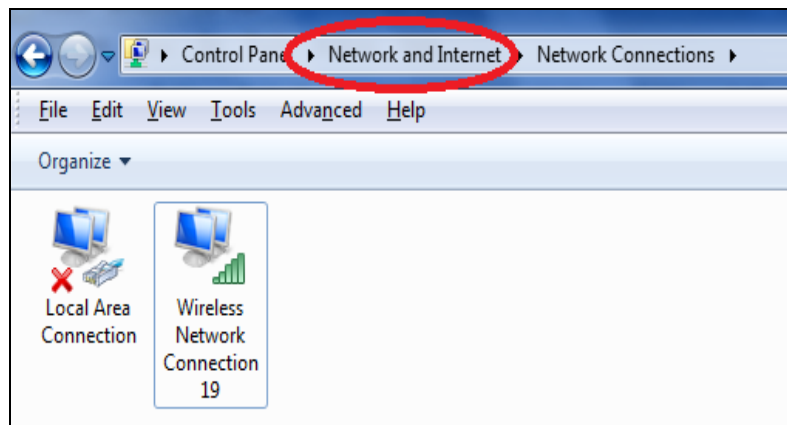 Control Pane Network and Internet Network Connections
File Edit View Tools Advanced Help
Organize
Local Area
Connection
Wireless
Network
Connection
19